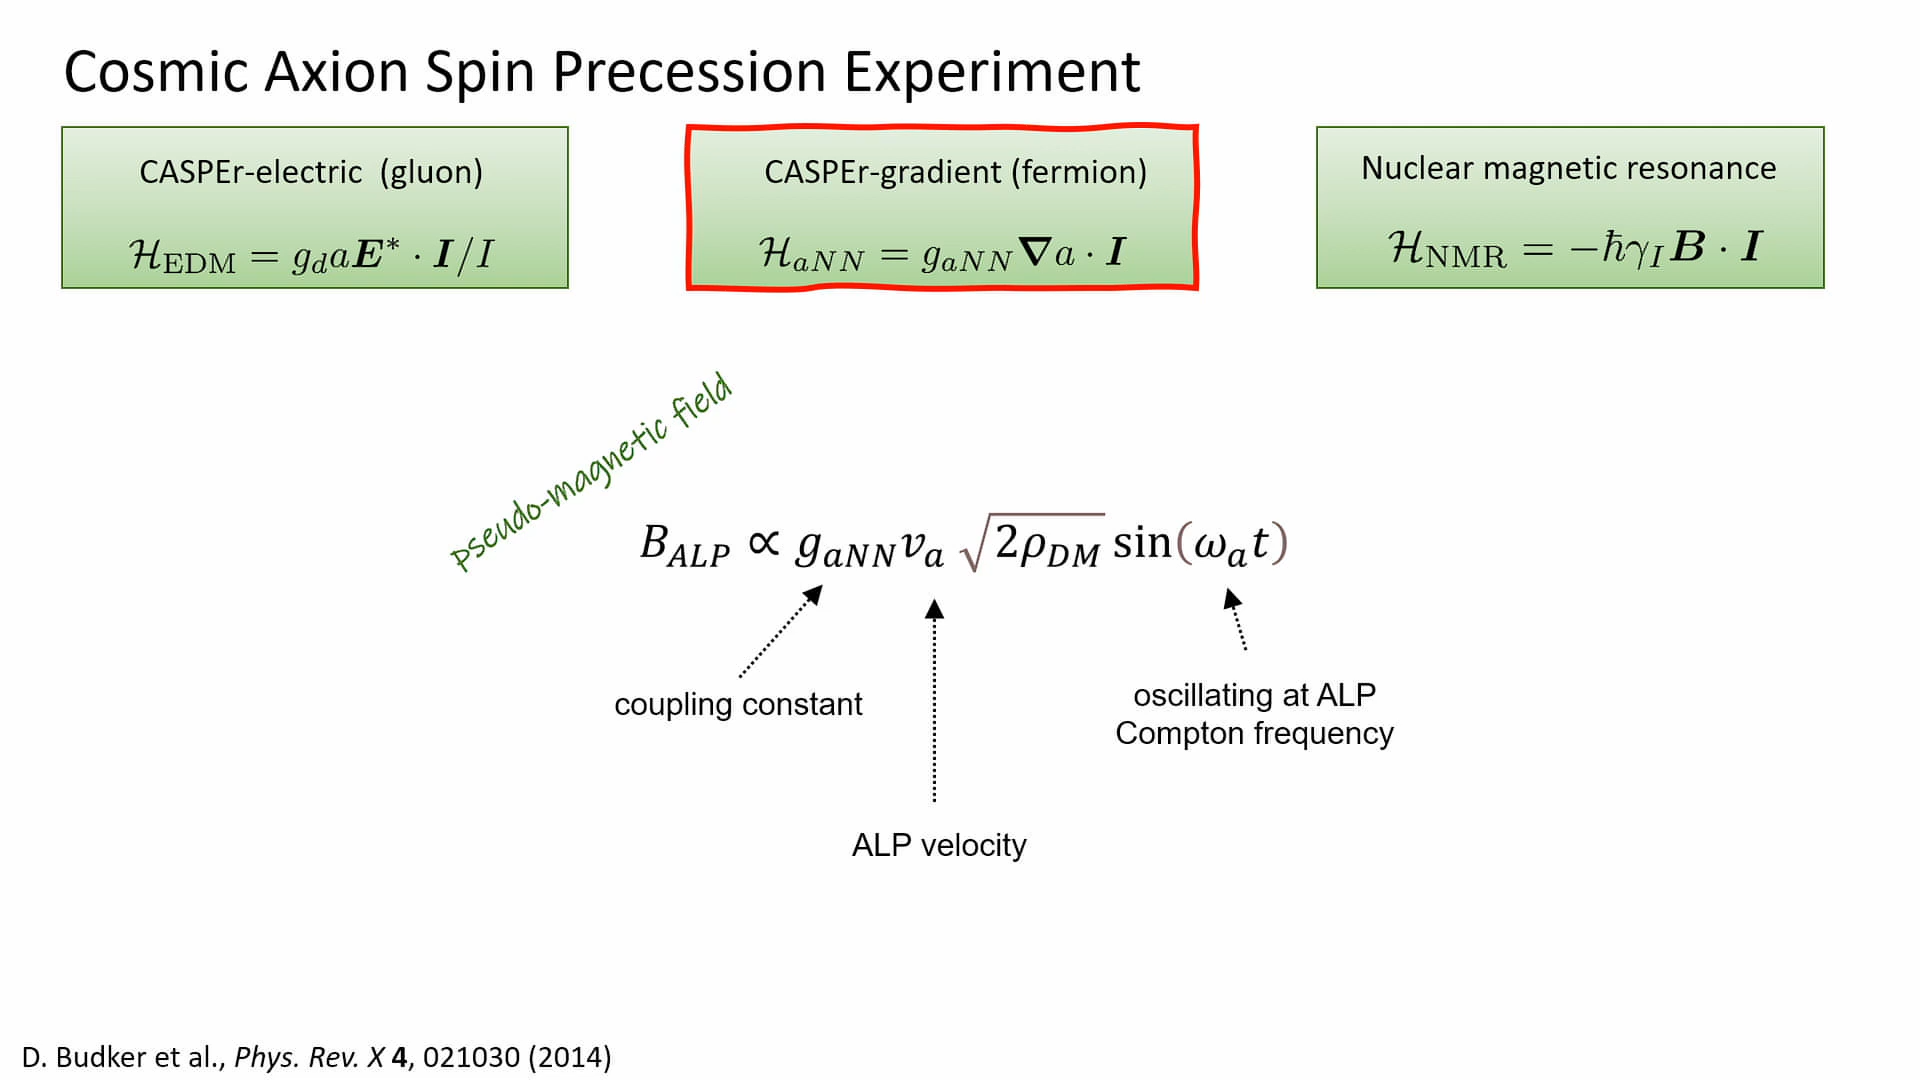 Cosmic Axion Spin Precession Experiment
CASPEr-electric (gluon)
ℋ_EDM = g_d a𝑬* · 𝑰/I
CASPEr-gradient (fermion)
ℋ_aNN = g_aNN 𝛁a · 𝑰
Nuclear magnetic resonance
ℋ_NMR = −ħγ_I 𝑩 · 𝑰
pseudo-magnetic field
B_ALP ∝ g_aNN v_a √(2ρ_DM) sin(ω_a t)
coupling constant
oscillating at ALP
Compton frequency
ALP velocity
D. Budker et al., Phys. Rev. X 4, 021030 (2014)